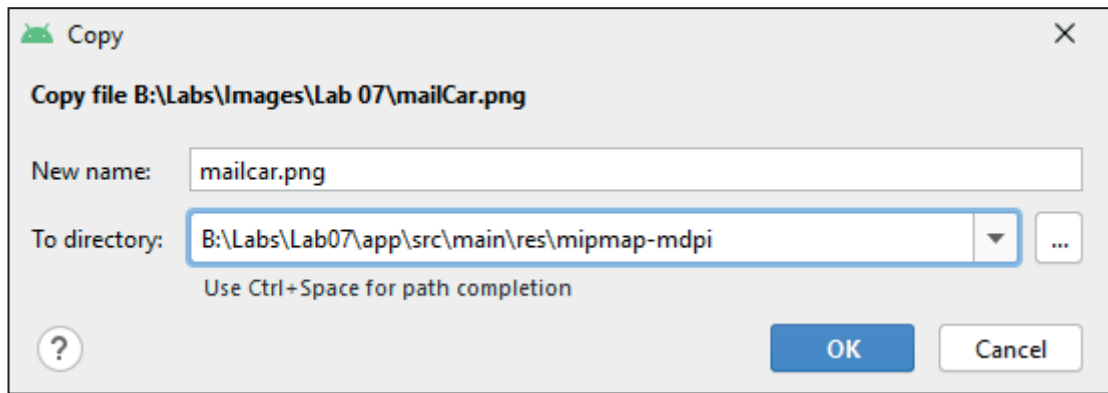 Copy
Copy file B:\Labs\Images\Lab 07\mailCar.png
New name: mailcar.png
To directory: B:\Labs\Lab07\app\src\main\res\mipmap-mdpi ...
Use Ctrl+Space for path completion
? OK Cancel